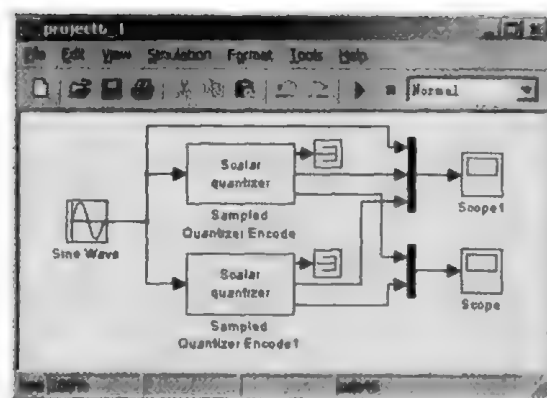 project6_1
File Edit View Simulation Format Tools Help
Normal
Scalar
quantizer
Sampled
Quantizer Encode
Scope1
Sine Wave
Scalar
quantizer
Sampled
Quantizer Encode1
Scope